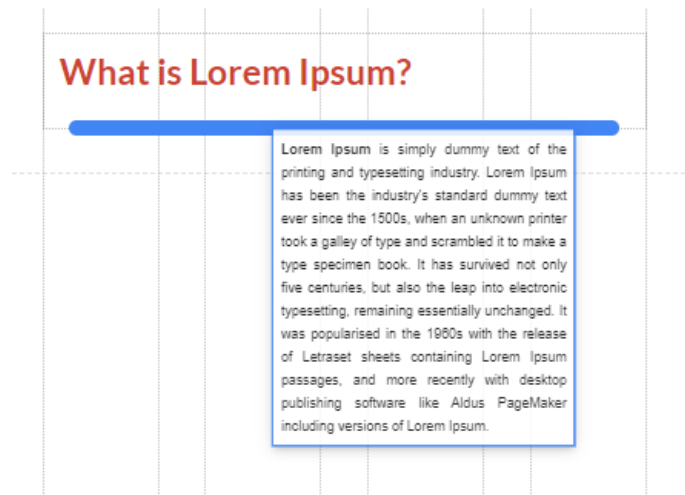 What is Lorem Ipsum?
Lorem Ipsum is simply dummy text of the
printing and typesetting industry. Lorem Ipsum
has been the industry's standard dummy text
ever since the 1500s, when an unknown printer
took a galley of type and scrambled it to make a
type specimen book. It has survived not only
five centuries, but also the leap into electronic
typesetting, remaining essentially unchanged. It
was popularised in the 1960s with the release
of Letraset sheets containing Lorem Ipsum
passages, and more recently with desktop
publishing software like Aldus PageMaker
including versions of Lorem Ipsum.